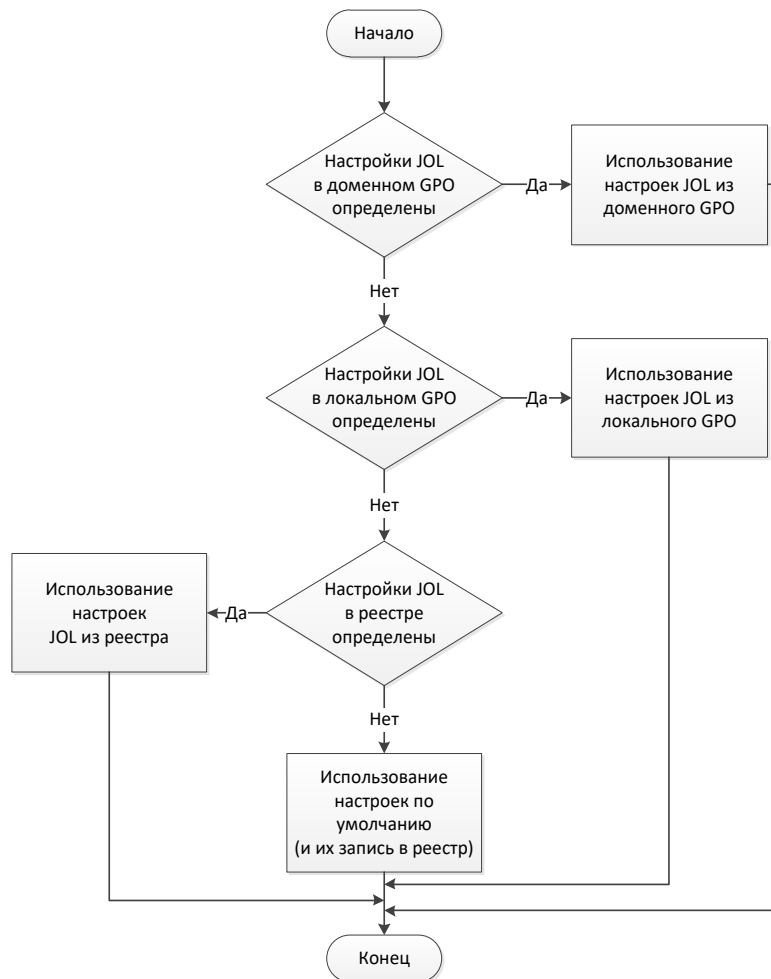 Начало
Настройки JOL
в доменном GPO
определены
Да
Использование
настроек JOL из
доменного GPO
Нет
Настройки JOL
в локальном GPO
определены
Да
Использование
настроек JOL из
локального GPO
Нет
Использование
настроек
JOL из реестра
Да
Настройки JOL
в реестре
определены
Нет
Использование
настроек по
умолчанию
(и их запись в реестр)
Конец